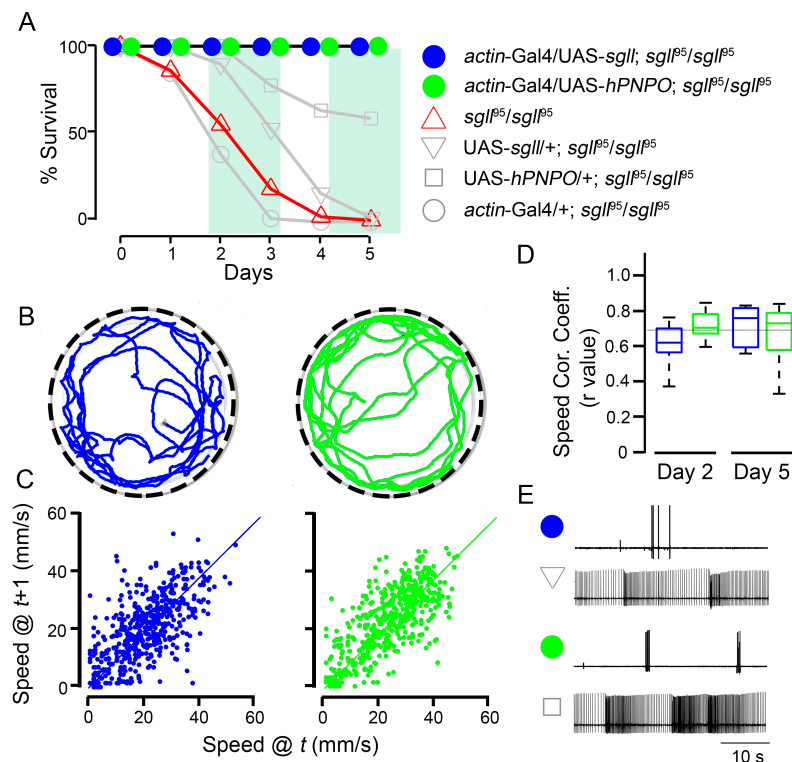 A
% Survival
100
50
0
0 1 2 3 4 5
Days
actin-Gal4/UAS-sgll; sgll⁹⁵/sgll⁹⁵
actin-Gal4/UAS-hPNPO; sgll⁹⁵/sgll⁹⁵
sgll⁹⁵/sgll⁹⁵
UAS-sgll/+; sgll⁹⁵/sgll⁹⁵
UAS-hPNPO/+; sgll⁹⁵/sgll⁹⁵
actin-Gal4/+; sgll⁹⁵/sgll⁹⁵
B
C
Speed @ t+1 (mm/s)
60
40
20
0
0 20 40 60
0 20 40 60
Speed @ t (mm/s)
D
Speed Cor. Coeff.
(r value)
1.0
0.8
0.6
0.4
0.2
0
Day 2 Day 5
E
10 s